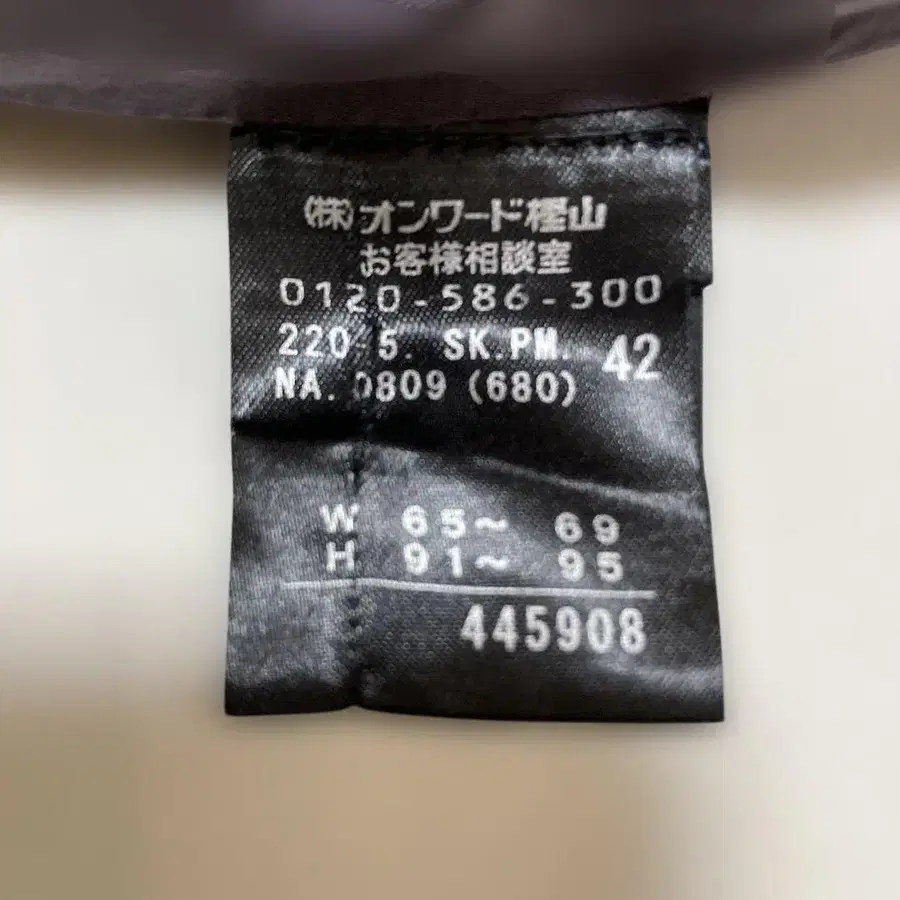 (株)オンワード樫山
お客様相談室
0120-586-300
220-5. SK.PM. 42
NA. 0809 (680)
W 65~ 69
H 91~ 95
445908